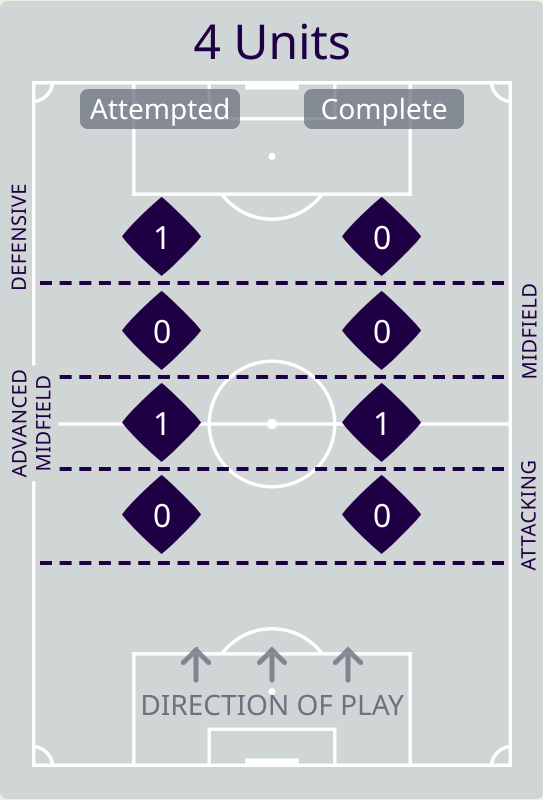 4 Units
Attempted Complete
DEFENSIVE
1 0
MIDFIELD
0 0
ADVANCED
MIDFIELD
1 1
ATTACKING
0 0
DIRECTION OF PLAY